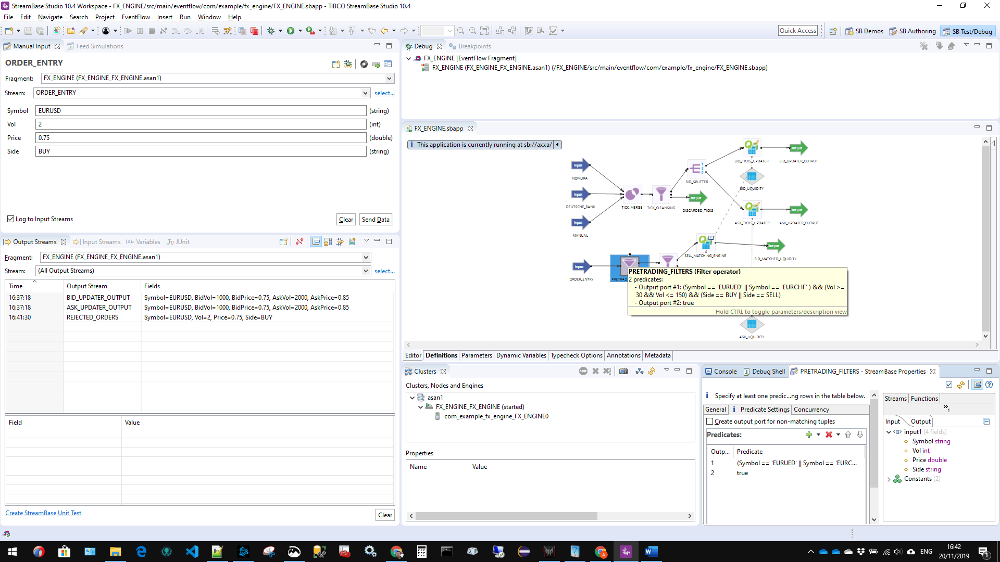 StreamBase Studio 10.4 Workspace - FX_ENGINE/src/main/eventflow/com/example/fx_engine/FX_ENGINE.sbapp - TIBCO StreamBase Studio 10.4
File Edit Navigate Search Project EventFlow Insert Run Window Help
Quick Access SB Demos SB Authoring SB Test/Debug
Manual Input Feed Simulations
ORDER_ENTRY
Fragment: FX_ENGINE (FX_ENGINE_FX_ENGINE.asan1)
Stream: ORDER_ENTRY select...
Symbol EURUSD (string)
Vol 2 (int)
Price 0.75 (double)
Side BUY (string)
Log to Input Streams Clear Send Data
Output Streams Input Streams (x)= Variables Ju JUnit
Fragment: FX_ENGINE (FX_ENGINE_FX_ENGINE.asan1)
Stream: (All Output Streams) select...
Time Output Stream Fields
16:37:18 BID_UPDATER_OUTPUT Symbol=EURUSD, BidVol=1000, BidPrice=0.75, AskVol=2000, AskPrice=0.85
16:37:18 ASK_UPDATER_OUTPUT Symbol=EURUSD, BidVol=1000, BidPrice=0.75, AskVol=2000, AskPrice=0.85
16:41:30 REJECTED_ORDERS Symbol=EURUSD, Vol=2, Price=0.75, Side=BUY
Field Value
Create StreamBase Unit Test Clear
Debug Breakpoints
FX_ENGINE [EventFlow Fragment]
FX_ENGINE (FX_ENGINE_FX_ENGINE.asan1) (/FX_ENGINE/src/main/eventflow/com/example/fx_engine/FX_ENGINE.sbapp)
FX_ENGINE.sbapp
This application is currently running at sb://axxa/
Input
NOMURA
Input
DEUTSCHE_BANK
Input
MANUAL
TICK_MERGE
TICK_CLEANSING
1
2
3
BID_SPLITTER
Output
DISCARDED_TICKS
BID_TICKS_UPDATER
Output
BID_UPDATER_OUTPUT
BID_LIQUIDITY
ASK_TICKS_UPDATER
Output
ASK_UPDATER_OUTPUT
SELL_MATCHING_ENGINE
Output
BID_MATCHED_LIQUIDITY
Input
ORDER_ENTRY
PRETRAD
PRETRADING_FILTERS (Filter operator)
2 predicates:
- Output port #1: (Symbol == 'EURUED' || Symbol == 'EURCHF' ) && (Vol >=
30 && Vol <= 150) && (Side == BUY || Side == SELL)
- Output port #2: true
Hold CTRL to toggle parameters/description view
ASK_LIQUIDITY
Editor Definitions Parameters Dynamic Variables Typecheck Options Annotations Metadata
Clusters
Clusters, Nodes and Engines
asan1
FX_ENGINE_FX_ENGINE (started)
com_example_fx_engine_FX_ENGINE0
Properties
Name Value
Console Debug Shell PRETRADING_FILTERS - StreamBase Properties
Specify at least one predic...ng rows in the table below.
General Predicate Settings Concurrency
Create output port for non-matching tuples
Predicates:
Outp... Predicate
1 (Symbol == 'EURUED' || Symbol == 'EURC...
2 true
Streams Functions
1
Input Output
input1 (4 fields)
Symbol string
Vol int
Price double
Side string
Constants (2)
ENG
16:42
20/11/2019
1